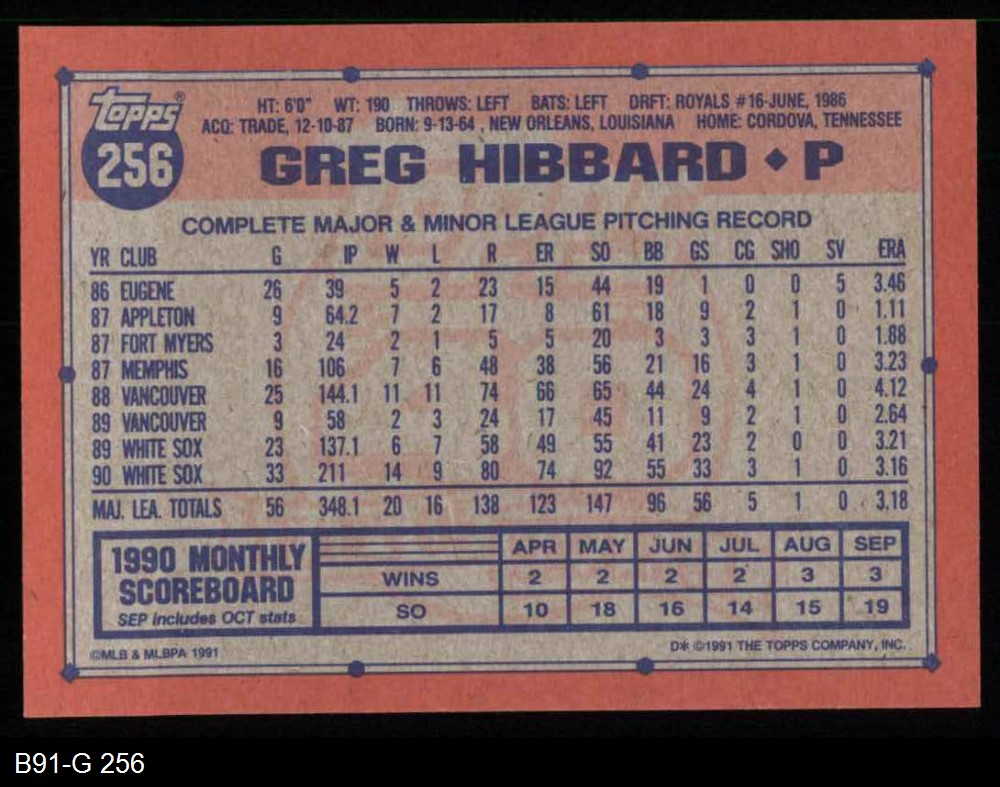 topps®
256
HT: 6'0" WT: 190 THROWS: LEFT BATS: LEFT DRFT: ROYALS #16-JUNE, 1986
ACQ: TRADE, 12-10-87 BORN: 9-13-64, NEW ORLEANS, LOUISIANA HOME: CORDOVA, TENNESSEE
GREG HIBBARD ◆ P
COMPLETE MAJOR & MINOR LEAGUE PITCHING RECORD
YR CLUB G IP W L R ER SO BB GS CG SHO SV ERA
86 EUGENE 26 39 5 2 23 15 44 19 1 0 0 5 3.46
87 APPLETON 9 64.2 7 2 17 8 61 18 9 2 1 0 1.11
87 FORT MYERS 3 24 2 1 5 5 20 3 3 3 1 0 1.88
87 MEMPHIS 16 106 7 6 48 38 56 21 16 3 1 0 3.23
88 VANCOUVER 25 144.1 11 11 74 66 65 44 24 4 1 0 4.12
89 VANCOUVER 9 58 2 3 24 17 45 11 9 2 1 0 2.64
89 WHITE SOX 23 137.1 6 7 58 49 55 41 23 2 0 0 3.21
90 WHITE SOX 33 211 14 9 80 74 92 55 33 3 1 0 3.16
MAJ. LEA. TOTALS 56 348.1 20 16 138 123 147 96 56 5 1 0 3.18
1990 MONTHLY
SCOREBOARD
SEP includes OCT stats
APR MAY JUN JUL AUG SEP
WINS 2 2 2 2 3 3
SO 10 18 16 14 15 19
©MLB & MLBPA 1991
D* ©1991 THE TOPPS COMPANY, INC.
B91-G 256